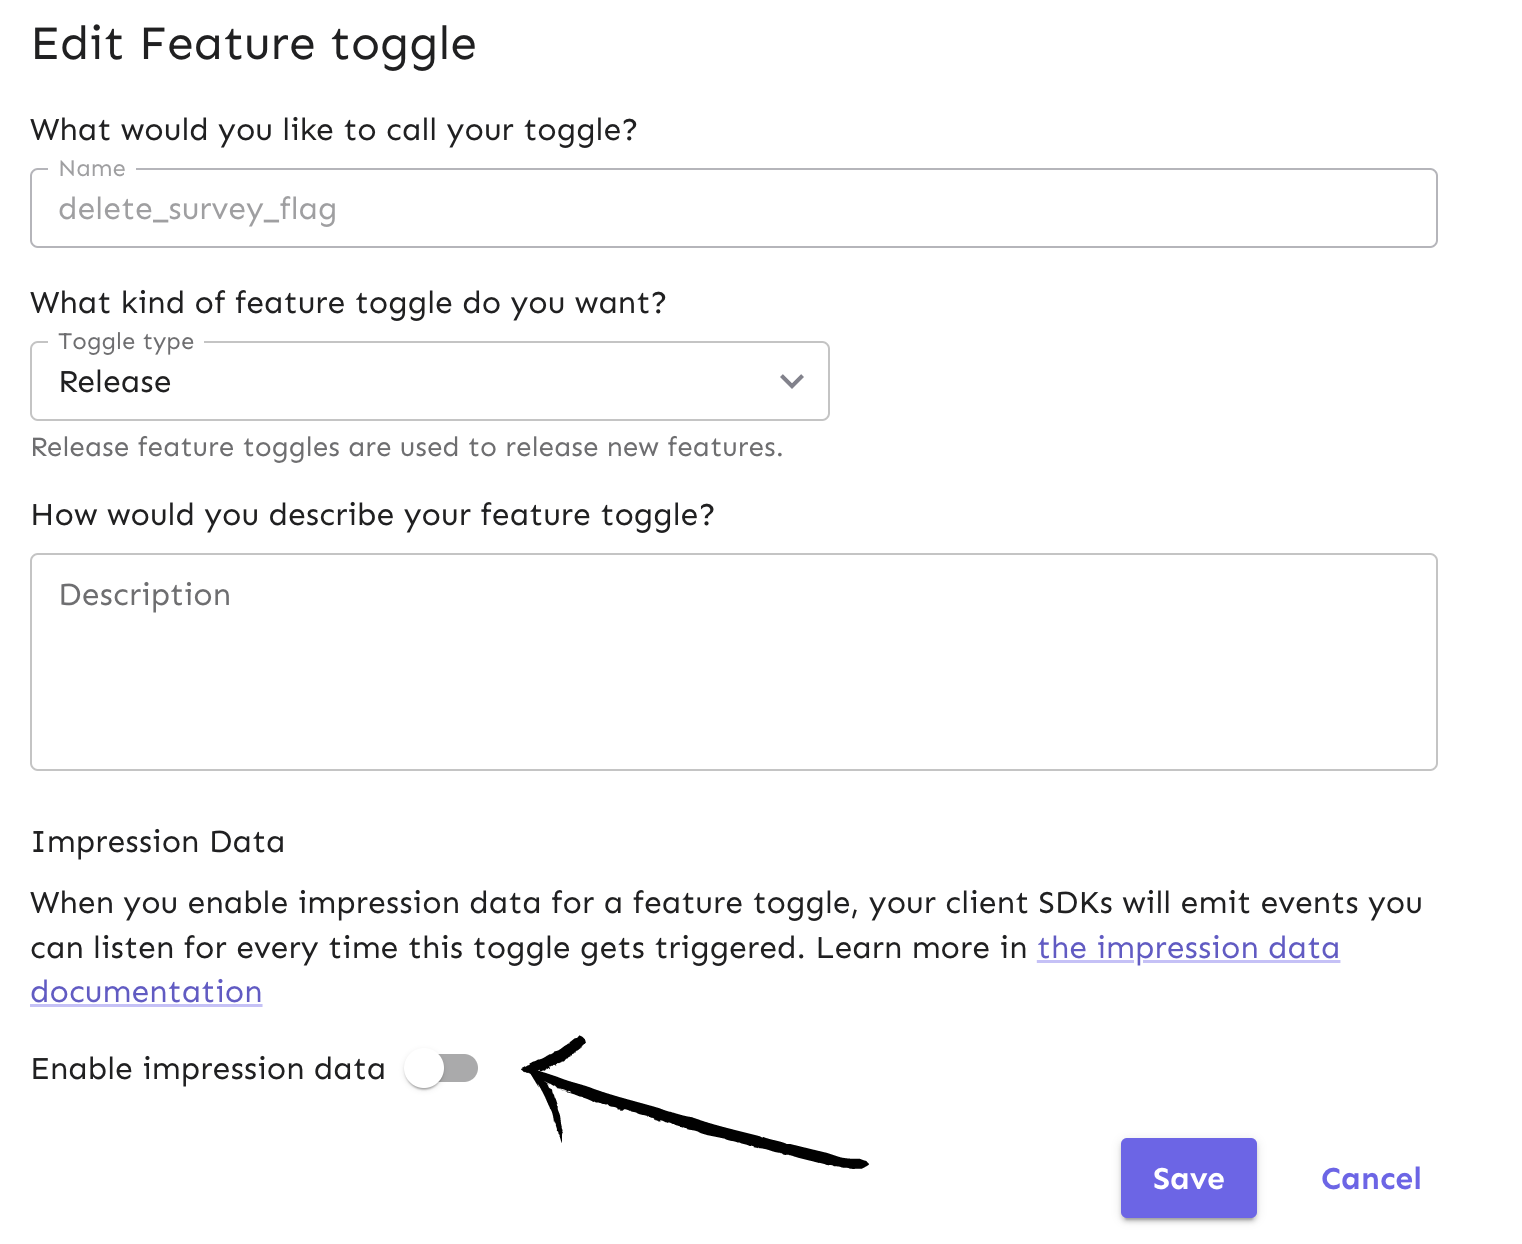 Edit Feature toggle
What would you like to call your toggle?
Name
delete_survey_flag
What kind of feature toggle do you want?
Toggle type
Release
Release feature toggles are used to release new features.
How would you describe your feature toggle?
Description
Impression Data
When you enable impression data for a feature toggle, your client SDKs will emit events you
can listen for every time this toggle gets triggered. Learn more in the impression data
documentation
Enable impression data
Save Cancel